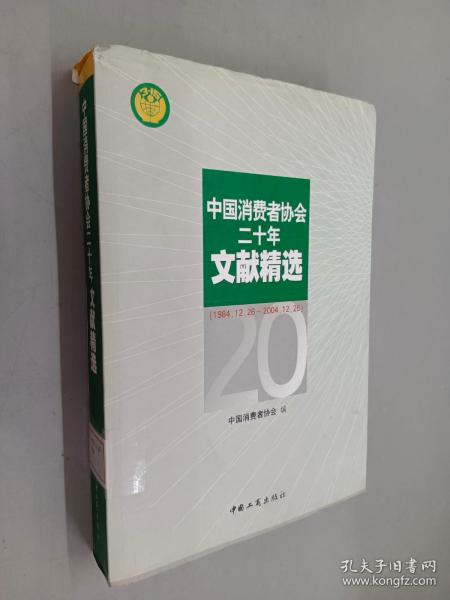 3·15
中国消费者协会
二十年
文献精选
(1984.12.26-2004.12.26)
20
中国消费者协会 编
中国工商出版社
中国消费者协会二十年 文献精选
孔夫子旧书网
www.kongfz.com